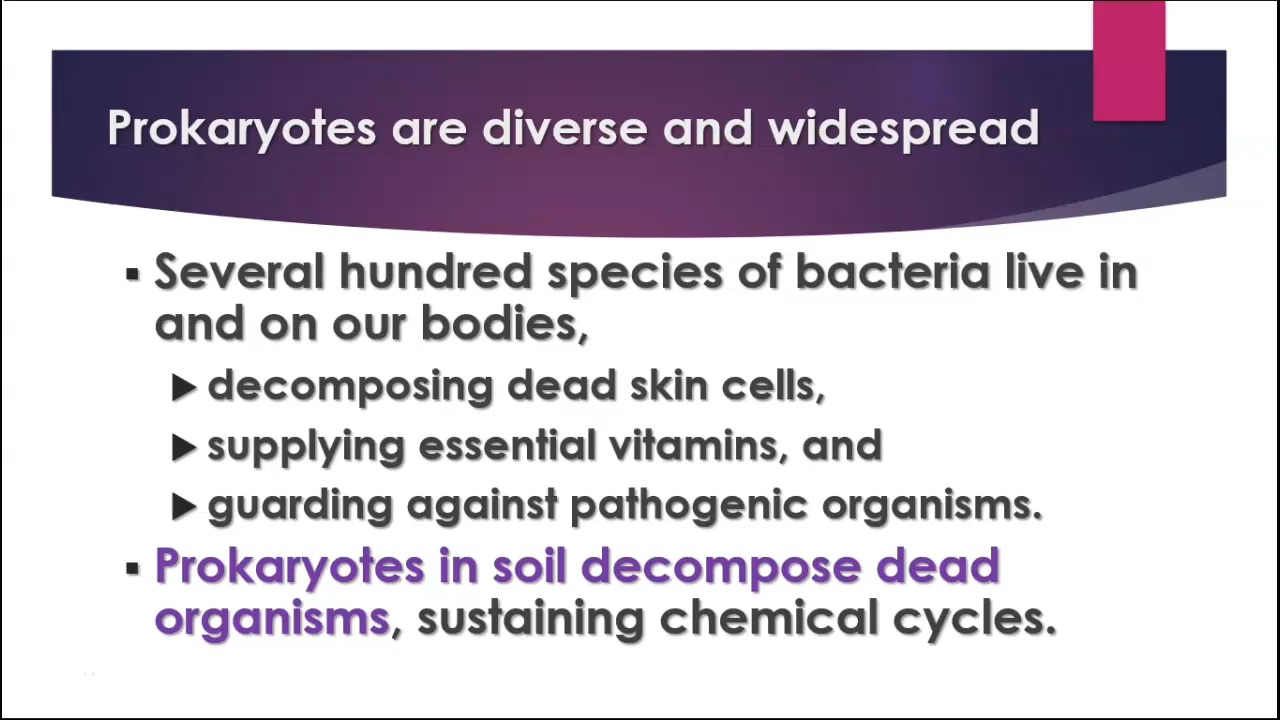 Prokaryotes are diverse and widespread
▪ Several hundred species of bacteria live in
and on our bodies,
▶ decomposing dead skin cells,
▶ supplying essential vitamins, and
▶ guarding against pathogenic organisms.
▪ Prokaryotes in soil decompose dead
organisms, sustaining chemical cycles.